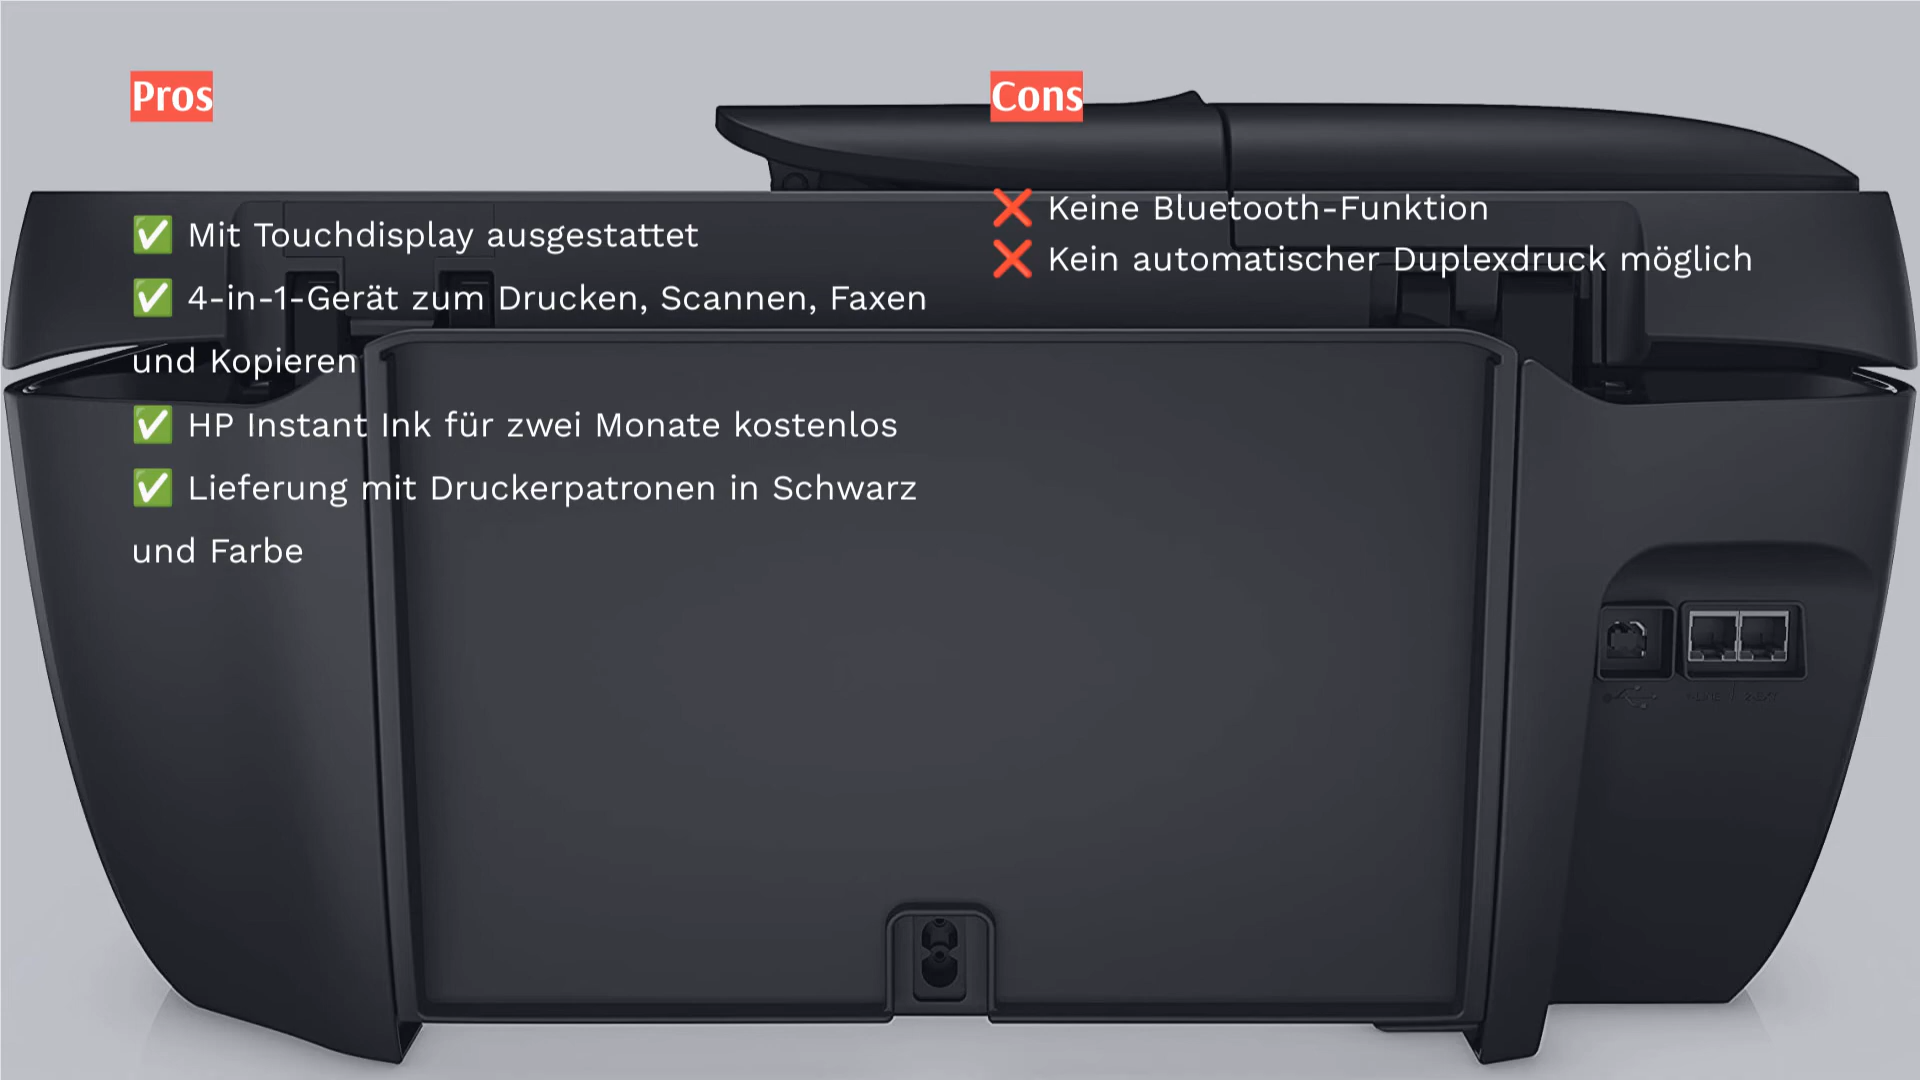 Pros
✅ Mit Touchdisplay ausgestattet
✅ 4-in-1-Gerät zum Drucken, Scannen, Faxen
und Kopieren
✅ HP Instant Ink für zwei Monate kostenlos
✅ Lieferung mit Druckerpatronen in Schwarz
und Farbe
Cons
❌ Keine Bluetooth-Funktion
❌ Kein automatischer Duplexdruck möglich